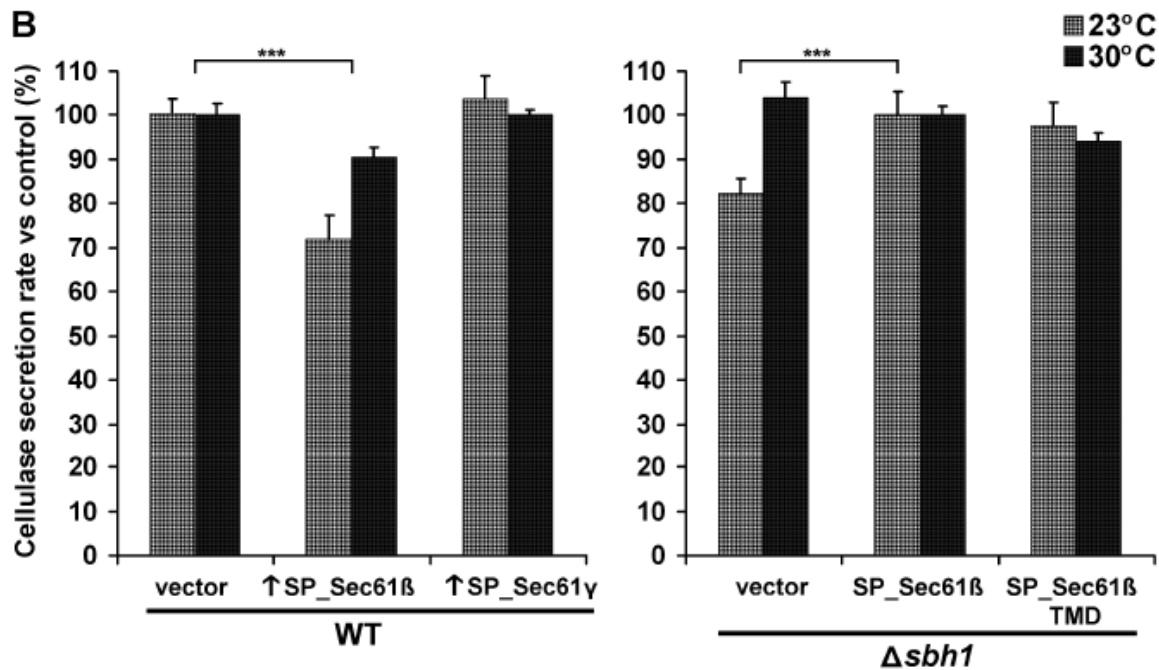 B
23°C
30°C
Cellulase secretion rate vs control (%)
110
100
90
80
70
60
50
40
30
20
10
0
***
vector
↑SP_Sec61ß
↑SP_Sec61γ
WT
110
100
90
80
70
60
50
40
30
20
10
0
***
vector
SP_Sec61ß
SP_Sec61ß
TMD
Δsbh1